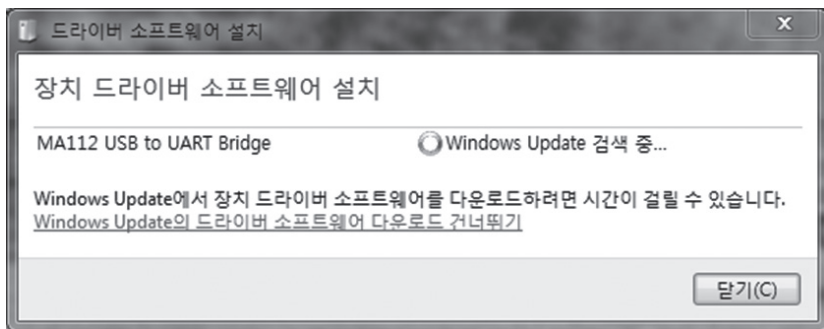 드라이버 소프트웨어 설치
장치 드라이버 소프트웨어 설치
MA112 USB to UART Bridge Windows Update 검색 중...
Windows Update에서 장치 드라이버 소프트웨어를 다운로드하려면 시간이 걸릴 수 있습니다.
Windows Update의 드라이버 소프트웨어 다운로드 건너뛰기
닫기(C)